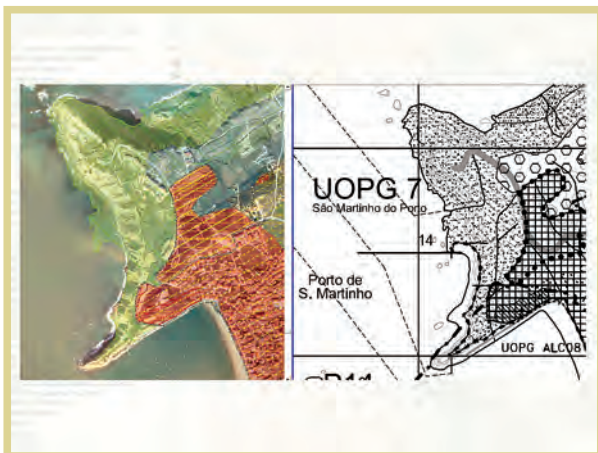 UOPG 7
São Martinho do Porto
14
Porto de
S. Martinho
UOPG ALC08